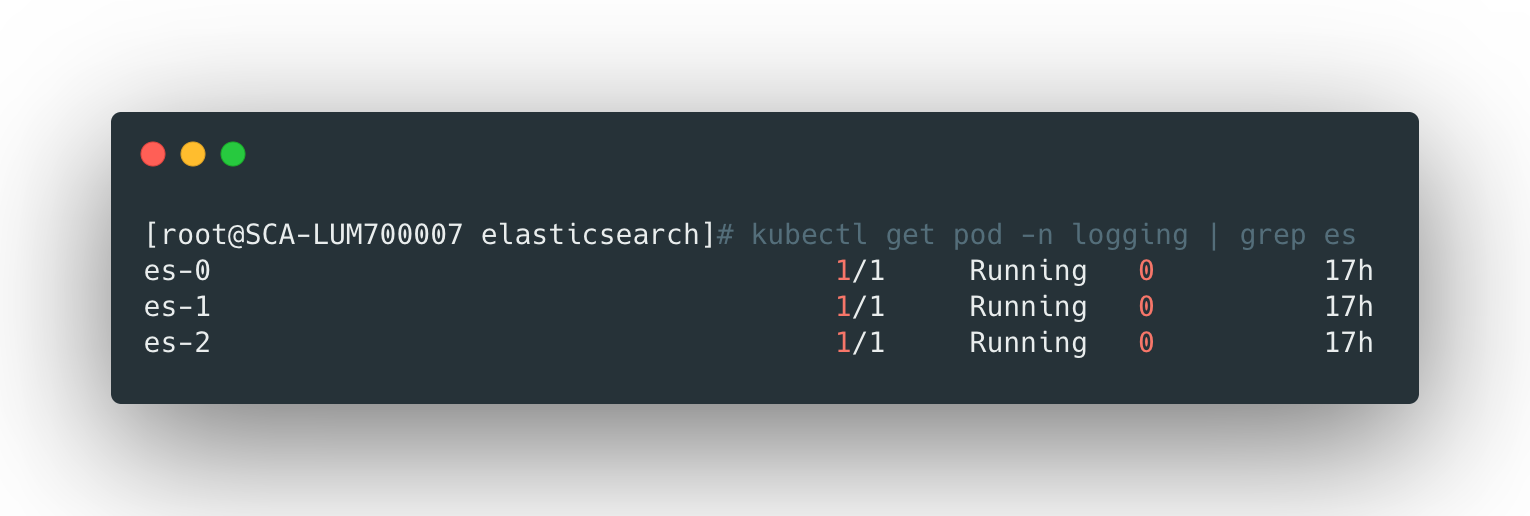 [root@SCA-LUM700007 elasticsearch]# kubectl get pod -n logging | grep es
es-0                                     1/1     Running   0          17h
es-1                                     1/1     Running   0          17h
es-2                                     1/1     Running   0          17h